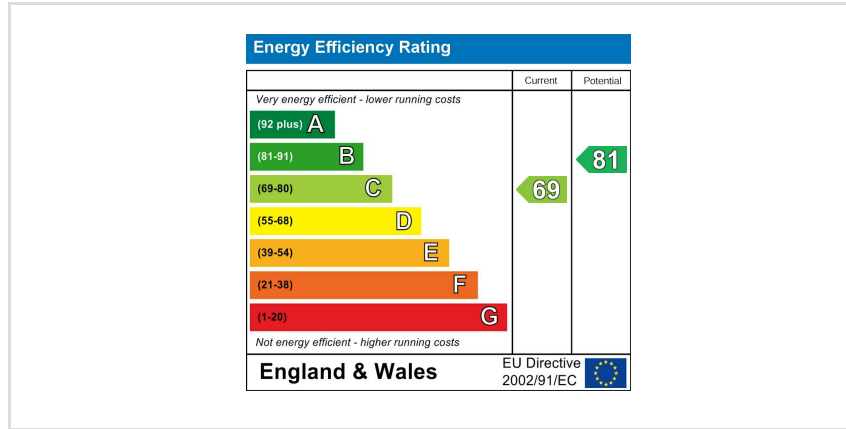 Energy Efficiency Rating
Current Potential
Very energy efficient - lower running costs
(92 plus) A
(81-91) B
81
(69-80) C
69
(55-68) D
(39-54) E
(21-38) F
(1-20) G
Not energy efficient - higher running costs
England & Wales
EU Directive
2002/91/EC